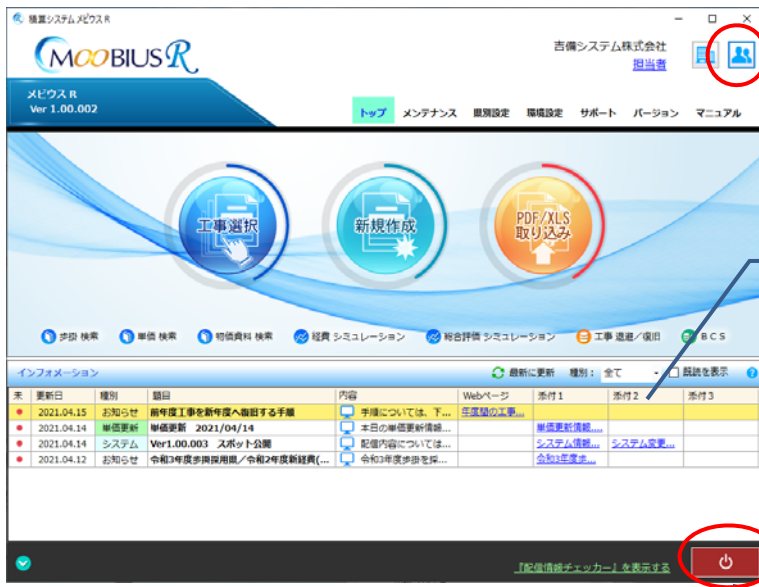 積算システム メビウス R
MOOBIUS R
吉備システム株式会社
担当者
メビウス R
Ver 1.00.002
トップ メンテナンス 県別設定 環境設定 サポート バージョン マニュアル
工事選択
新規作成
PDF/XLS
取り込み
歩掛 検索 単価 検索 物価資料 検索 経費 シミュレーション 総合評価 シミュレーション 工事 退避/復旧 BCS
インフォメーション 最新に更新 種別: 全て 既読を表示
未 更新日 種別 題目 内容 Webページ 添付1 添付2 添付3
2021.04.15 お知らせ 前年度工事を新年度へ復旧する手順 手順については、下... 年度間の工事...
2021.04.14 単価更新 単価更新 2021/04/14 本日の単価更新情報... 単価更新情報....
2021.04.14 システム Ver1.00.003 スポット公開 配信内容については... システム情報... システム変更...
2021.04.12 お知らせ 令和3年度歩掛採用県/令和2年度新経費(... 令和3年度歩掛を採... 令和3年度歩...
『配信情報チェッカー』を表示する